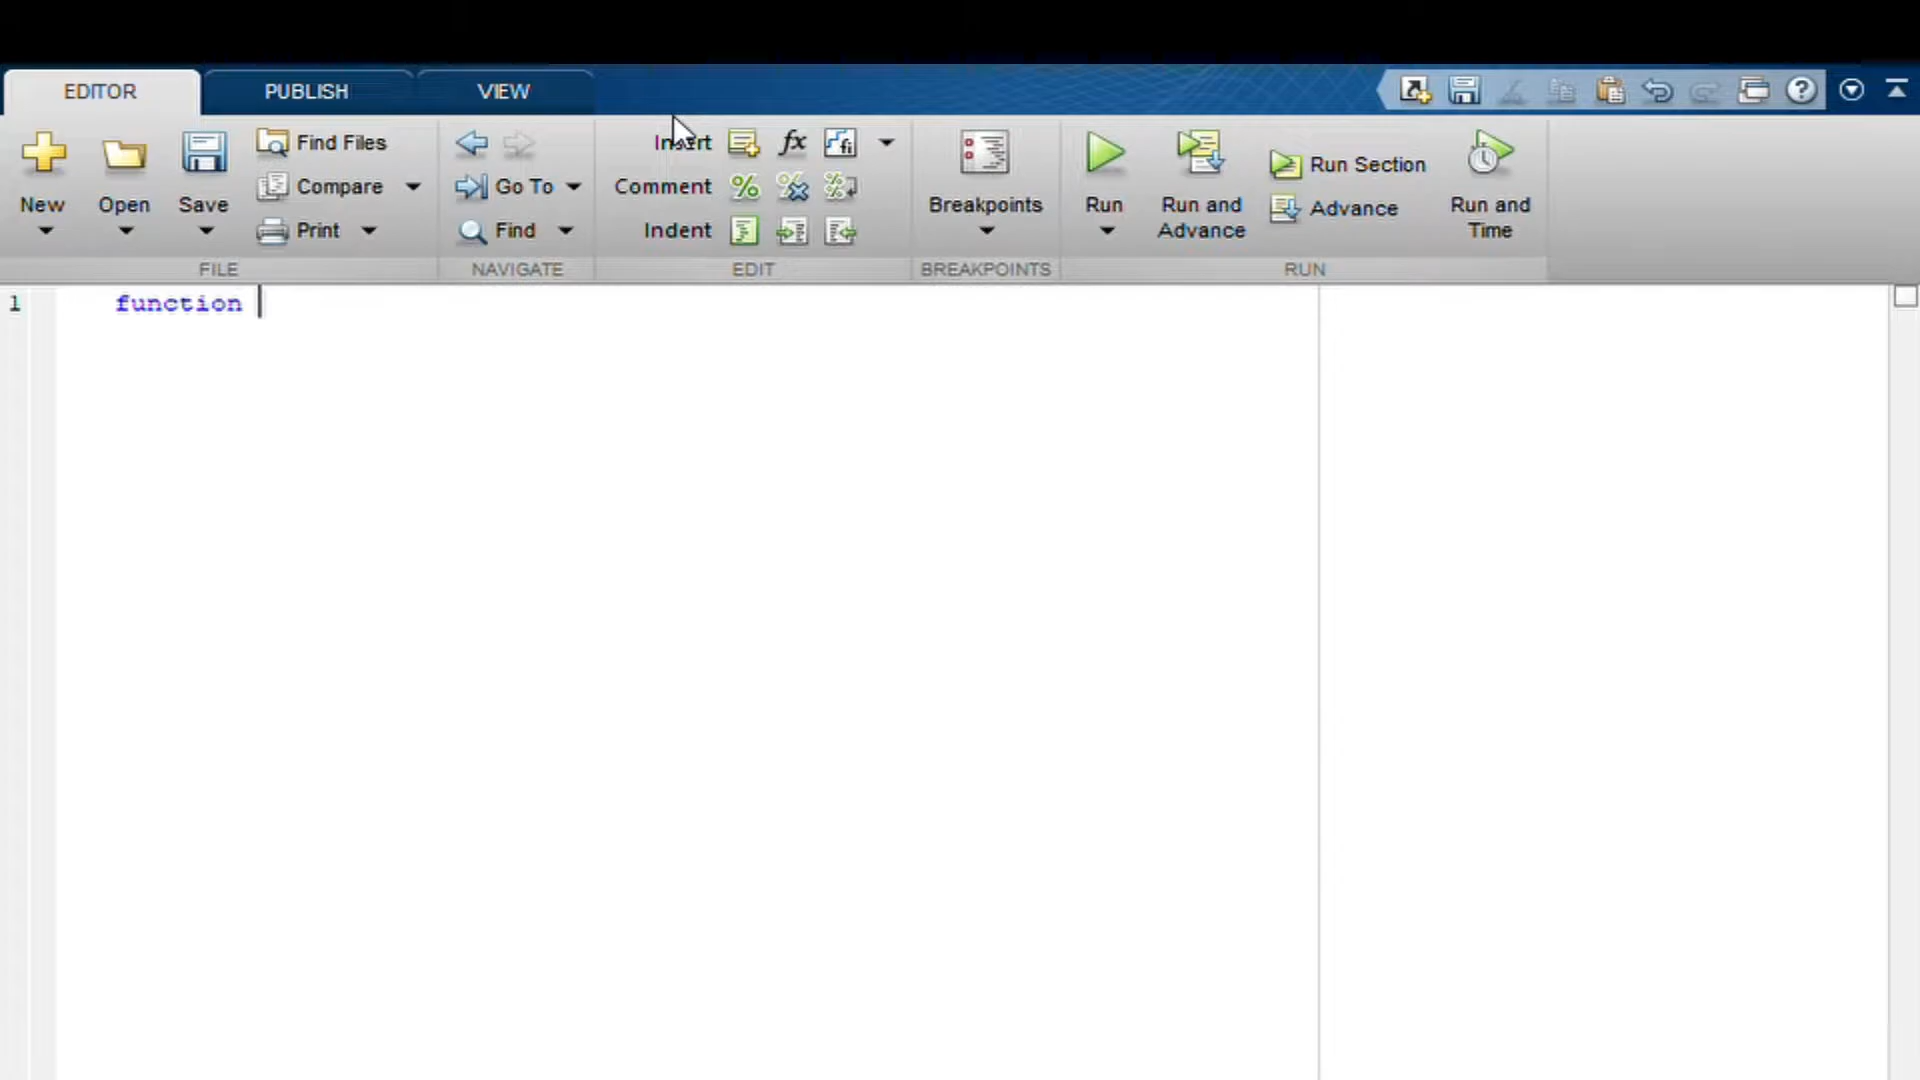 EDITOR PUBLISH VIEW
New
Open
Save
Find Files
Compare
Print
FILE
Go To
Find
NAVIGATE
Insert fx fi
Comment % % %
Indent
EDIT
Breakpoints
BREAKPOINTS
Run
Run and
Advance
Run Section
Advance
Run and
Time
RUN
1 function